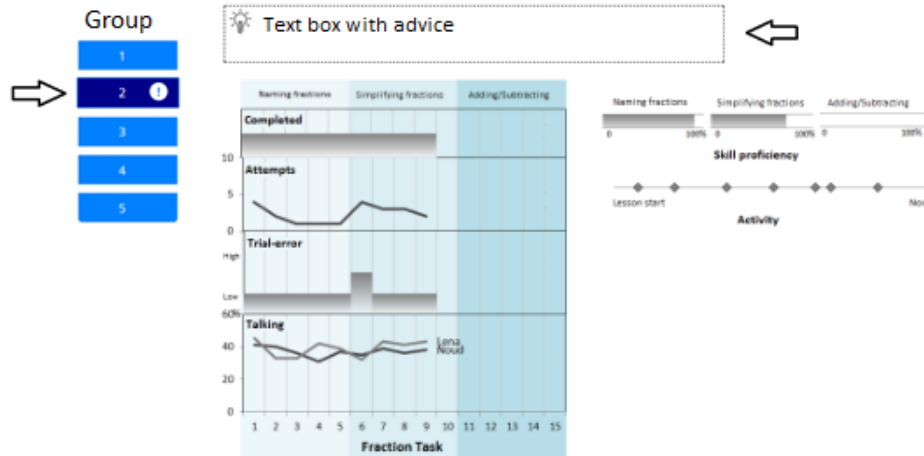 Group
1
2 !
3
4
5
Text box with advice
Naming fractions Simplifying fractions Adding/Subtracting
Completed
10
Attempts
5
0
Trial-error
High
Low
60%
Talking
40
20
0
Lena
Noud
1 2 3 4 5 6 7 8 9 10 11 12 13 14 15
Fraction Task
Naming fractions Simplifying fractions Adding/Subtracting
0 100% 0 100% 0 100%
Skill proficiency
Lesson start Now
Activity